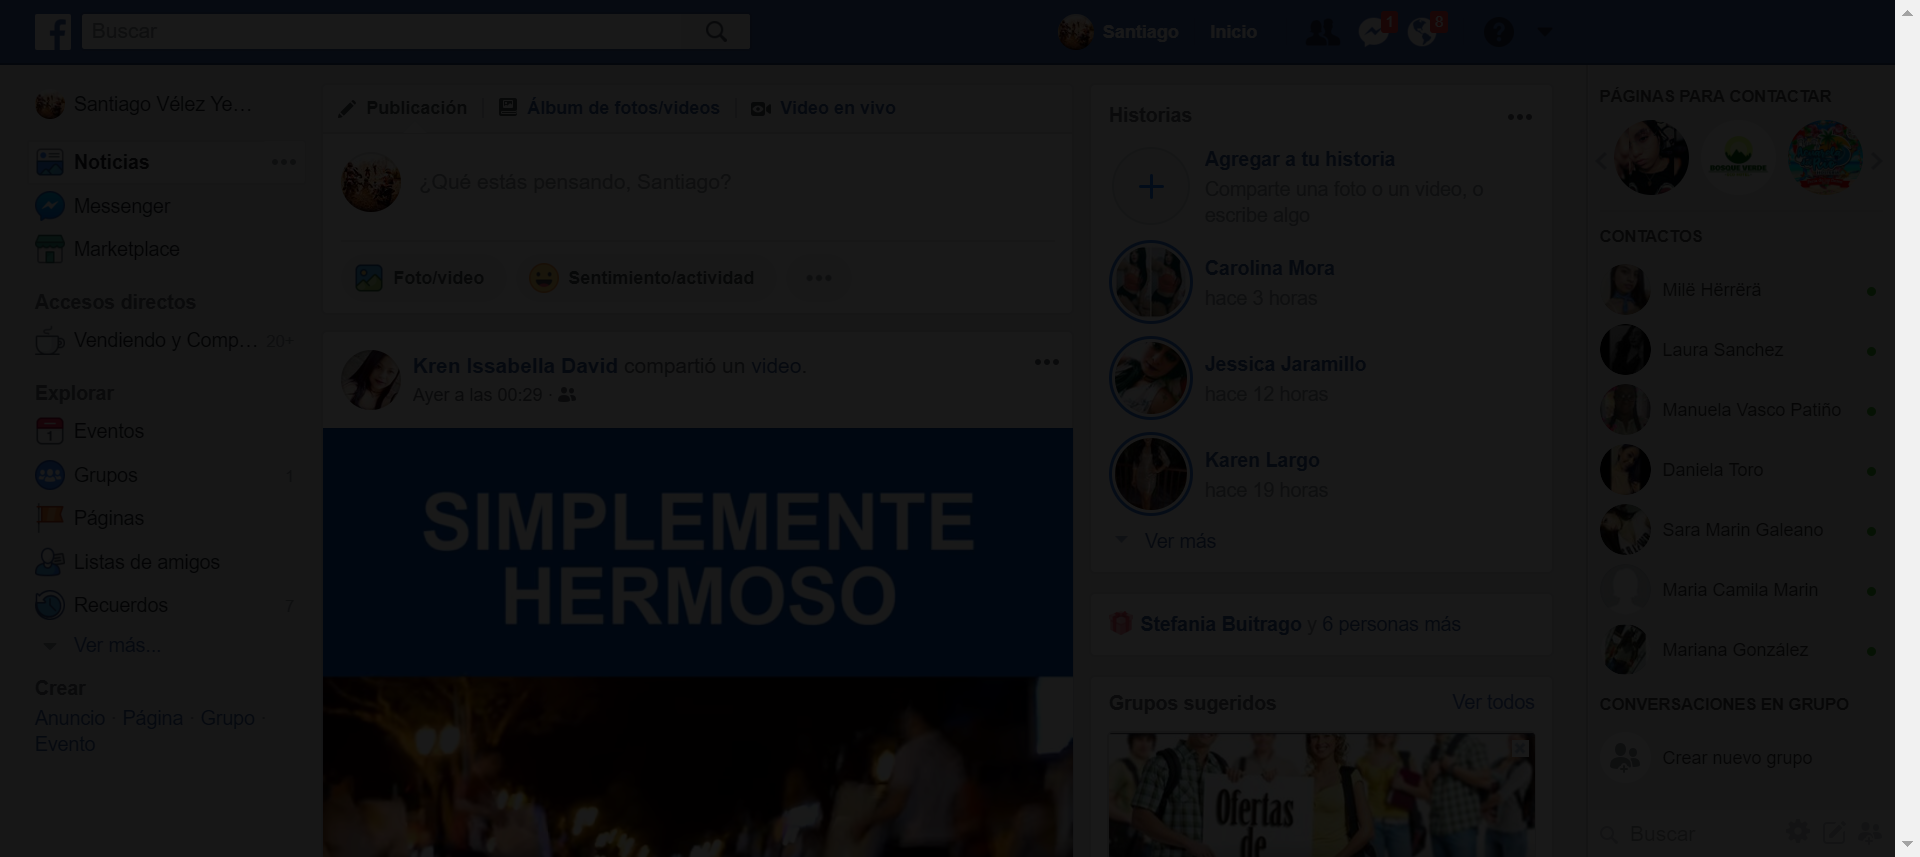 Buscar
Santiago
Inicio
1
8
?
Santiago Vélez Ye...
Noticias
Messenger
Marketplace
Accesos directos
Vendiendo y Comp... 20+
Explorar
Eventos
Grupos 1
Páginas
Listas de amigos
Recuerdos 7
Ver más...
Crear
Anuncio · Página · Grupo ·
Evento
Publicación
Álbum de fotos/videos
Video en vivo
¿Qué estás pensando, Santiago?
Foto/video
Sentimiento/actividad
Kren Issabella David compartió un video.
Ayer a las 00:29 ·
SIMPLEMENTE
HERMOSO
Historias
Agregar a tu historia
Comparte una foto o un video, o
escribe algo
Carolina Mora
hace 3 horas
Jessica Jaramillo
hace 12 horas
Karen Largo
hace 19 horas
Ver más
Stefania Buitrago y 6 personas más
Grupos sugeridos
Ver todos
Ofertas
de
PÁGINAS PARA CONTACTAR
CONTACTOS
Milë Hërrërä
Laura Sanchez
Manuela Vasco Patiño
Daniela Toro
Sara Marin Galeano
Maria Camila Marin
Mariana González
CONVERSACIONES EN GRUPO
Crear nuevo grupo
Buscar